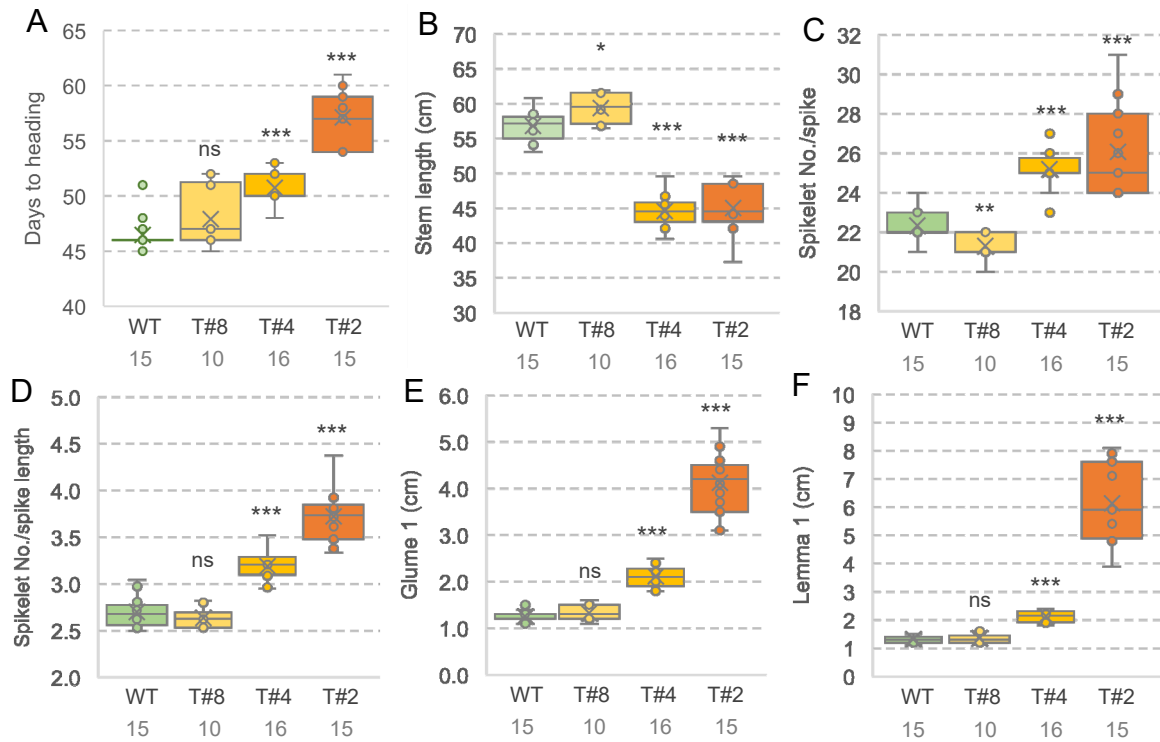 A
Days to heading
65
60
55
50
45
40
ns
***
***
WT T#8 T#4 T#2
15 10 16 15
B
Stem length (cm)
70
65
60
55
50
45
40
35
30
*
***
***
WT T#8 T#4 T#2
15 10 16 15
C
Spikelet No./spike
32
30
28
26
24
22
20
18
**
***
***
WT T#8 T#4 T#2
15 10 16 15
D
Spikelet No./spike length
5.0
4.5
4.0
3.5
3.0
2.5
2.0
ns
***
***
WT T#8 T#4 T#2
15 10 16 15
E
Glume 1 (cm)
6.0
5.0
4.0
3.0
2.0
1.0
0.0
ns
***
***
WT T#8 T#4 T#2
15 10 16 15
F
Lemma 1 (cm)
10
9
8
7
6
5
4
3
2
1
0
ns
***
***
WT T#8 T#4 T#2
15 10 16 15